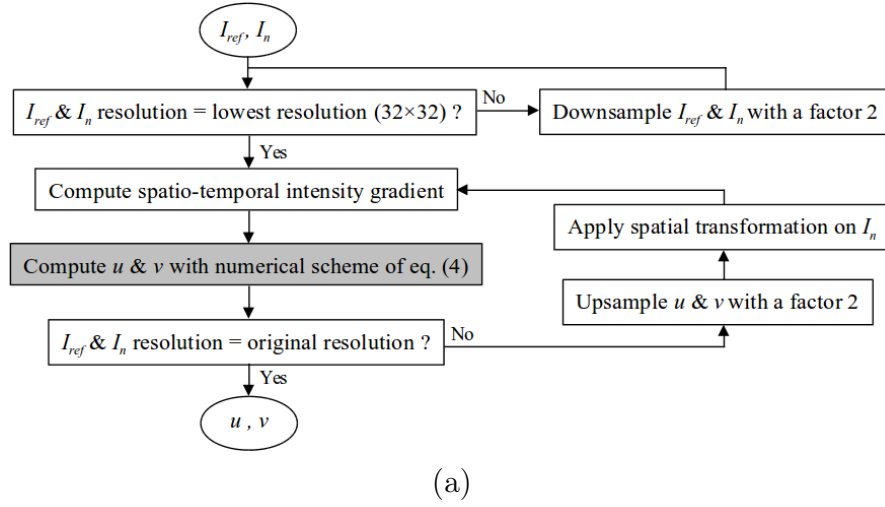 I_ref, I_n
I_ref & I_n resolution = lowest resolution (32×32) ?
No
Downsample I_ref & I_n with a factor 2
Yes
Compute spatio-temporal intensity gradient
Apply spatial transformation on I_n
Compute u & v with numerical scheme of eq. (4)
Upsample u & v with a factor 2
I_ref & I_n resolution = original resolution ?
No
Yes
u , v
(a)